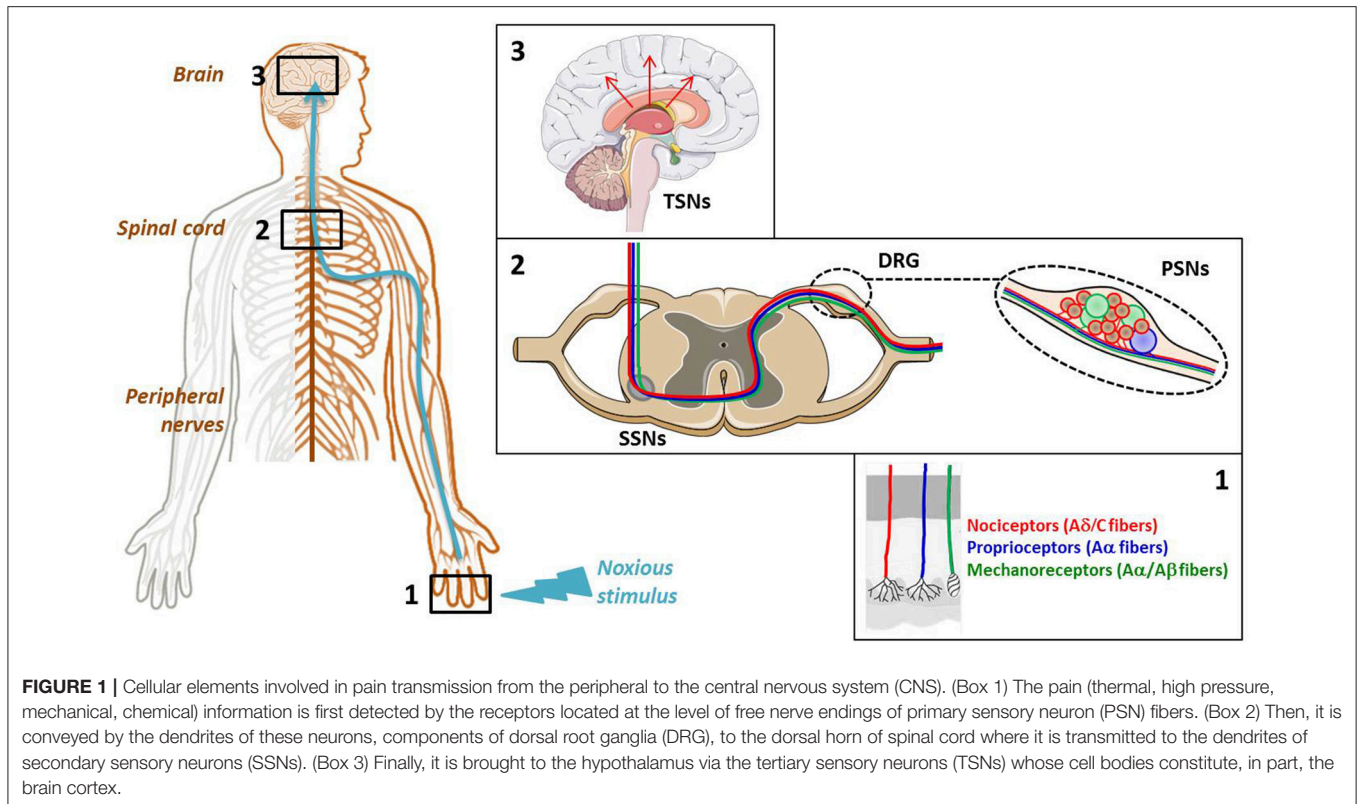 Brain
3
Spinal cord
2
Peripheral
nerves
1
Noxious
stimulus
3
TSNs
2
DRG
PSNs
SSNs
1
Nociceptors (Aδ/C fibers)
Proprioceptors (Aα fibers)
Mechanoreceptors (Aα/Aβ fibers)
FIGURE 1 | Cellular elements involved in pain transmission from the peripheral to the central nervous system (CNS). (Box 1) The pain (thermal, high pressure,
mechanical, chemical) information is first detected by the receptors located at the level of free nerve endings of primary sensory neuron (PSN) fibers. (Box 2) Then, it is
conveyed by the dendrites of these neurons, components of dorsal root ganglia (DRG), to the dorsal horn of spinal cord where it is transmitted to the dendrites of
secondary sensory neurons (SSNs). (Box 3) Finally, it is brought to the hypothalamus via the tertiary sensory neurons (TSNs) whose cell bodies constitute, in part, the
brain cortex.